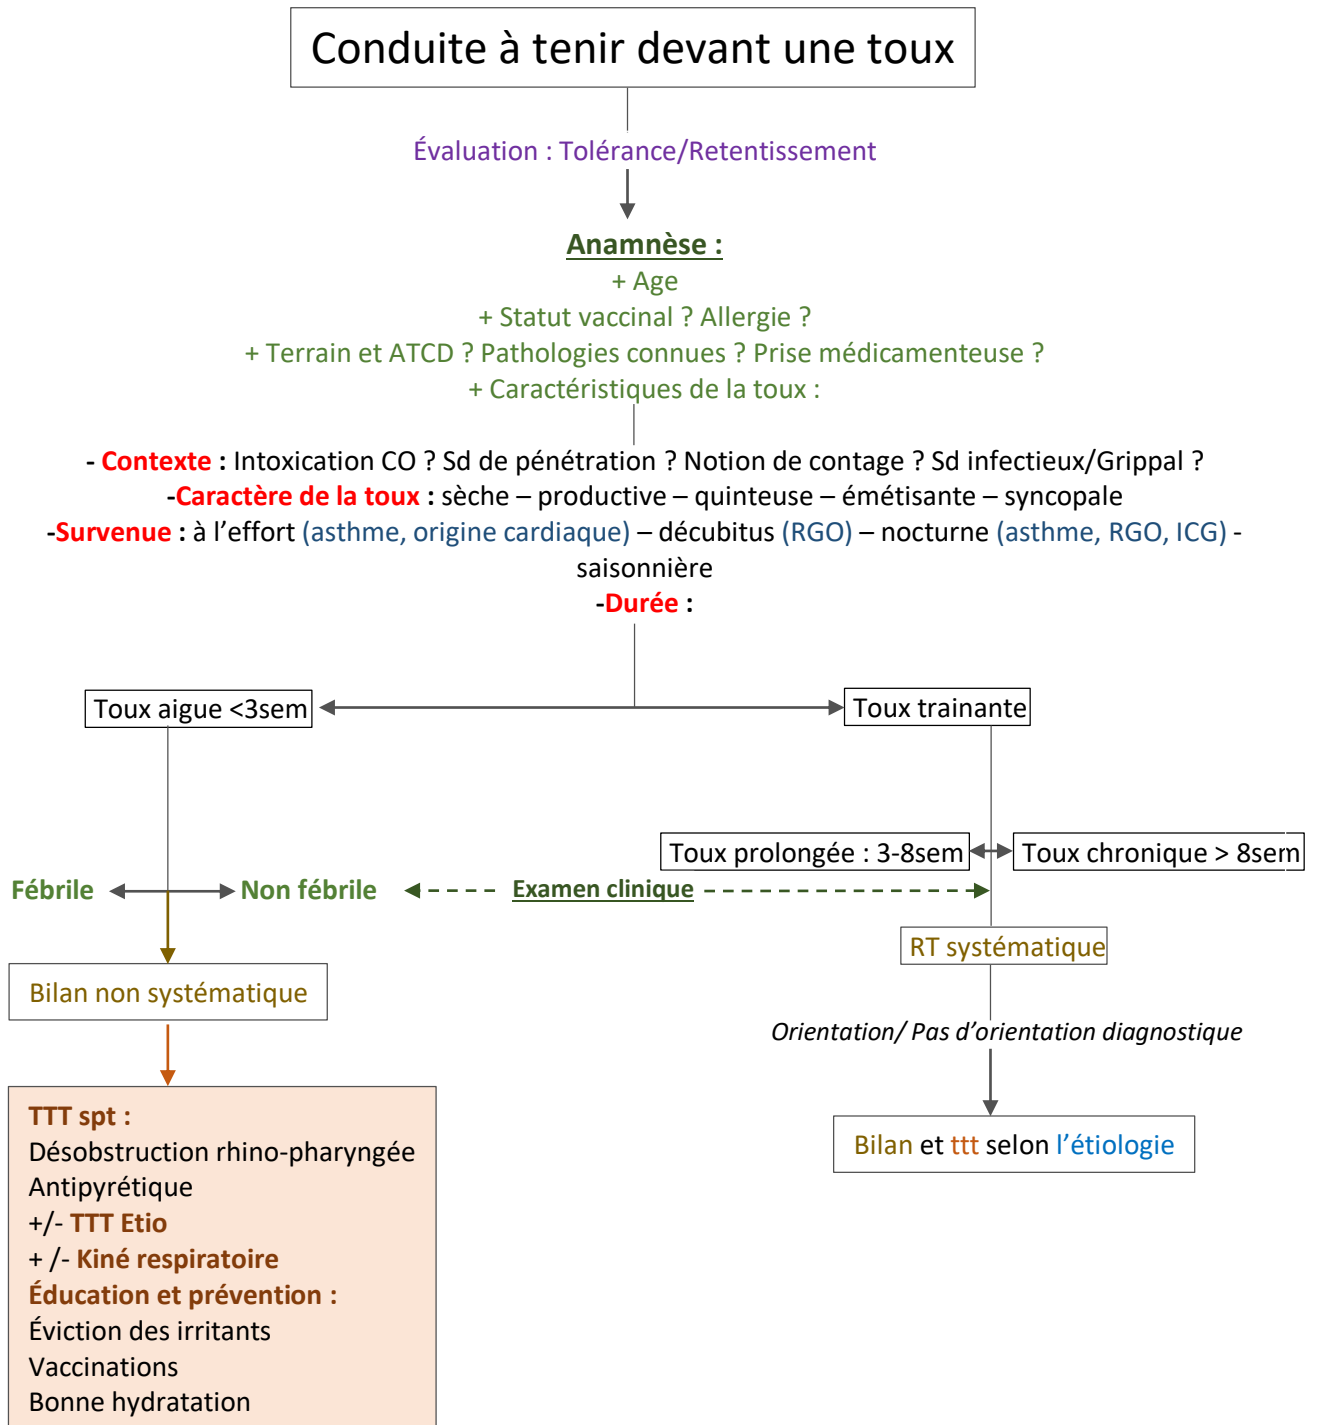 Conduite à tenir devant une toux
Évaluation : Tolérance/Retentissement
Anamnèse :
+ Age
+ Statut vaccinal ? Allergie ?
+ Terrain et ATCD ? Pathologies connues ? Prise médicamenteuse ?
+ Caractéristiques de la toux :
- Contexte : Intoxication CO ? Sd de pénétration ? Notion de contage ? Sd infectieux/Grippal ?
-Caractère de la toux : sèche – productive – quinteuse – émétisante – syncopale
-Survenue : à l’effort (asthme, origine cardiaque) – décubitus (RGO) – nocturne (asthme, RGO, ICG) -
saisonnière
-Durée :
Toux aigue <3sem
Toux trainante
Toux prolongée : 3-8sem
Toux chronique > 8sem
Fébrile
Non fébrile
Examen clinique
RT systématique
Bilan non systématique
Orientation/ Pas d’orientation diagnostique
TTT spt :
Désobstruction rhino-pharyngée
Antipyrétique
+/- TTT Etio
+ /- Kiné respiratoire
Éducation et prévention :
Éviction des irritants
Vaccinations
Bonne hydratation
Bilan et ttt selon l’étiologie